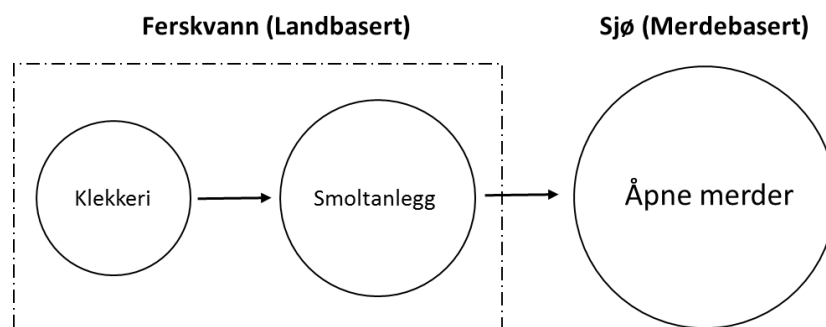 Ferskvann (Landbasert)
Sjø (Merdebasert)
Klekkeri
Smoltanlegg
Åpne merder